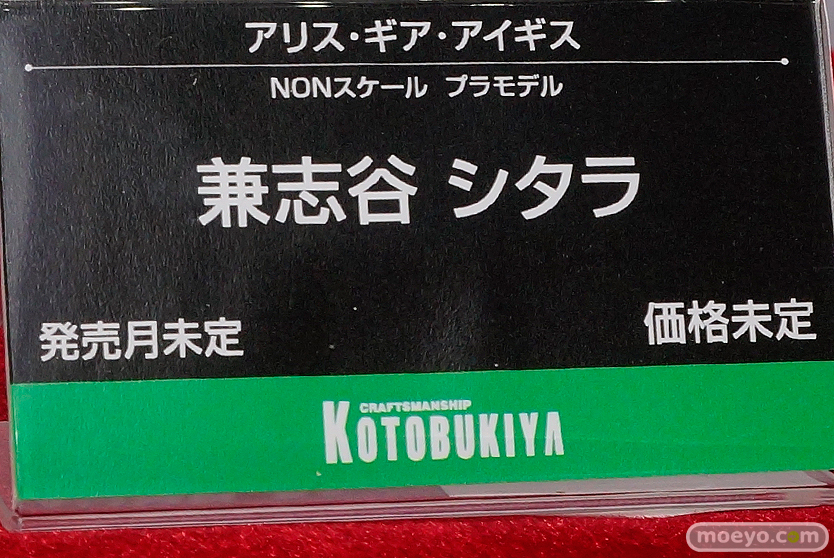 アリス・ギア・アイギス
NONスケール プラモデル
兼志谷 シタラ
発売月未定
価格未定
CRAFTSMANSHIP
KOTOBUKIYA
moeyo.com